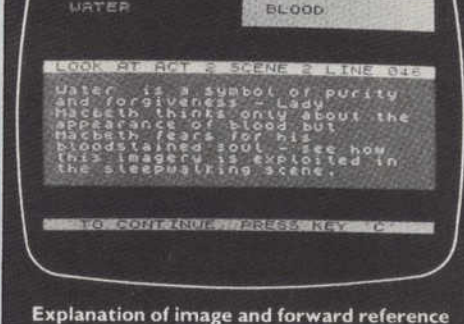 WATER BLOOD
LOOK AT ACT 2 SCENE 2 LINE 046
Water is a symbol of purity
and forgiveness - Lady
Macbeth thinks only about the
appearance of blood but
Macbeth fears for his
bloodstained soul - see how
this imagery is exploited in
the sleepwalking scene.
TO CONTINUE, PRESS KEY 'C'
Explanation of image and forward reference